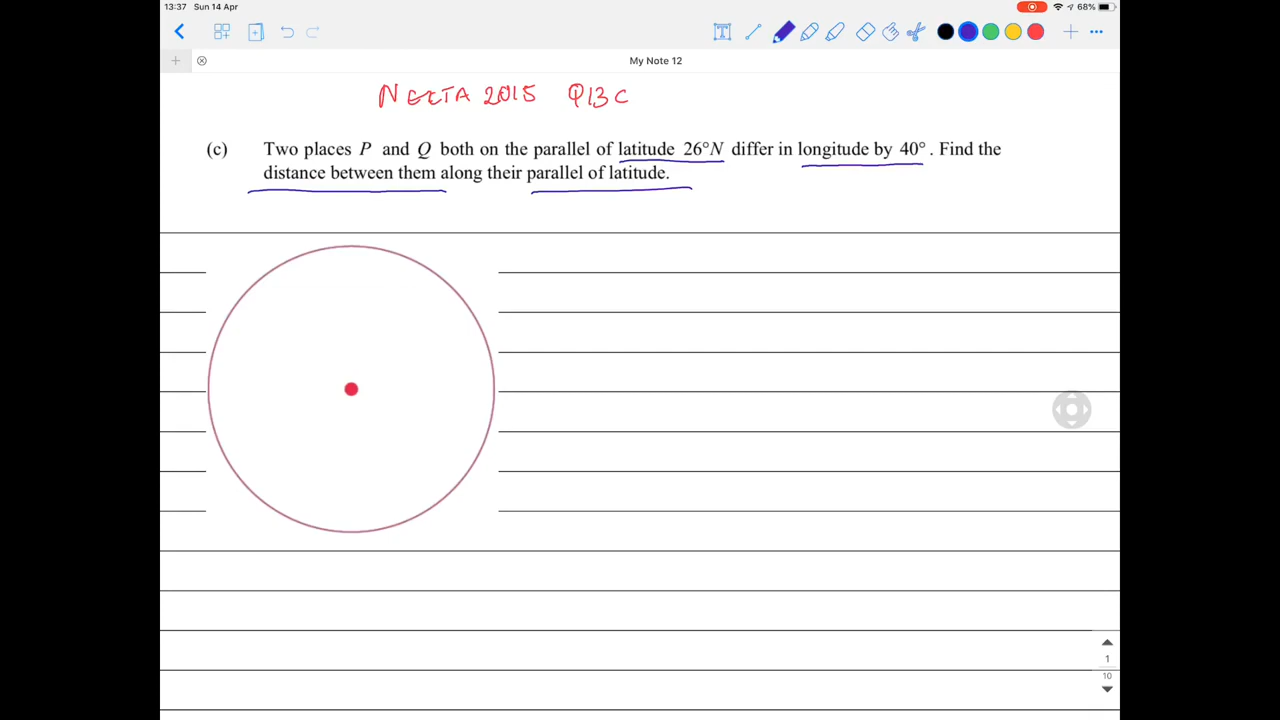 13:37 Sun 14 Apr 68%
T
My Note 12
NECTA 2015 Q13 C
(c) Two places P and Q both on the parallel of latitude 26°N differ in longitude by 40°. Find the
distance between them along their parallel of latitude.
1
10